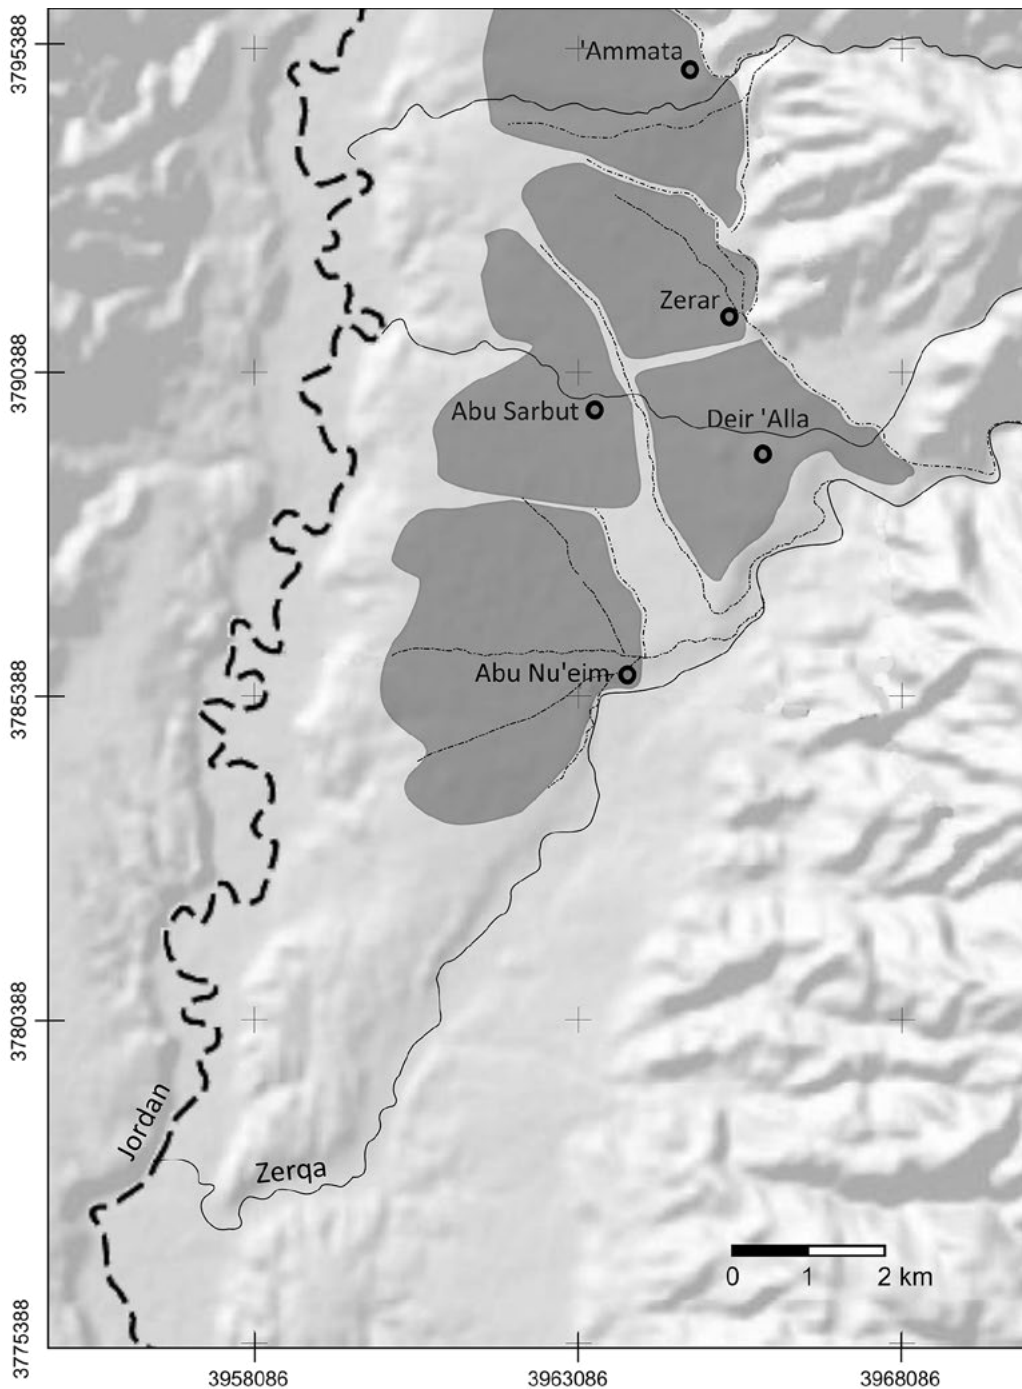 3795388
'Ammata
Zerar
3790388
Abu Sarbut
Deir 'Alla
Abu Nu'eim
3785388
3780388
Jordan
Zerqa
0 1 2 km
3775388
3958086 3963086 3968086